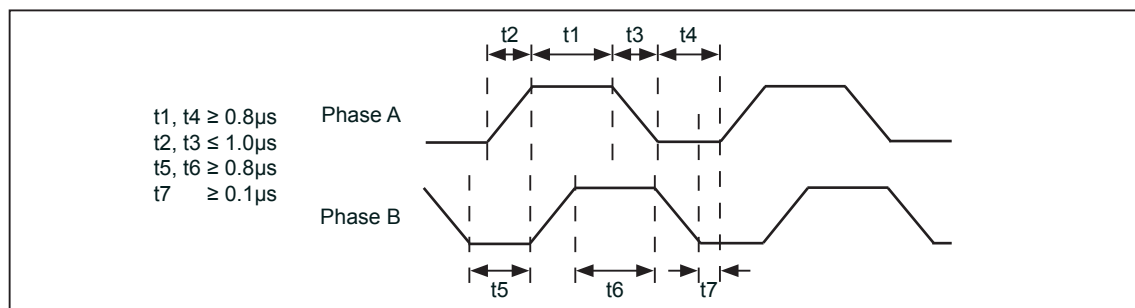 t2 t1 t3 t4
t1, t4 ≥ 0.8µs
t2, t3 ≤ 1.0µs
t5, t6 ≥ 0.8µs
t7 ≥ 0.1µs
Phase A
Phase B
t5 t6 t7